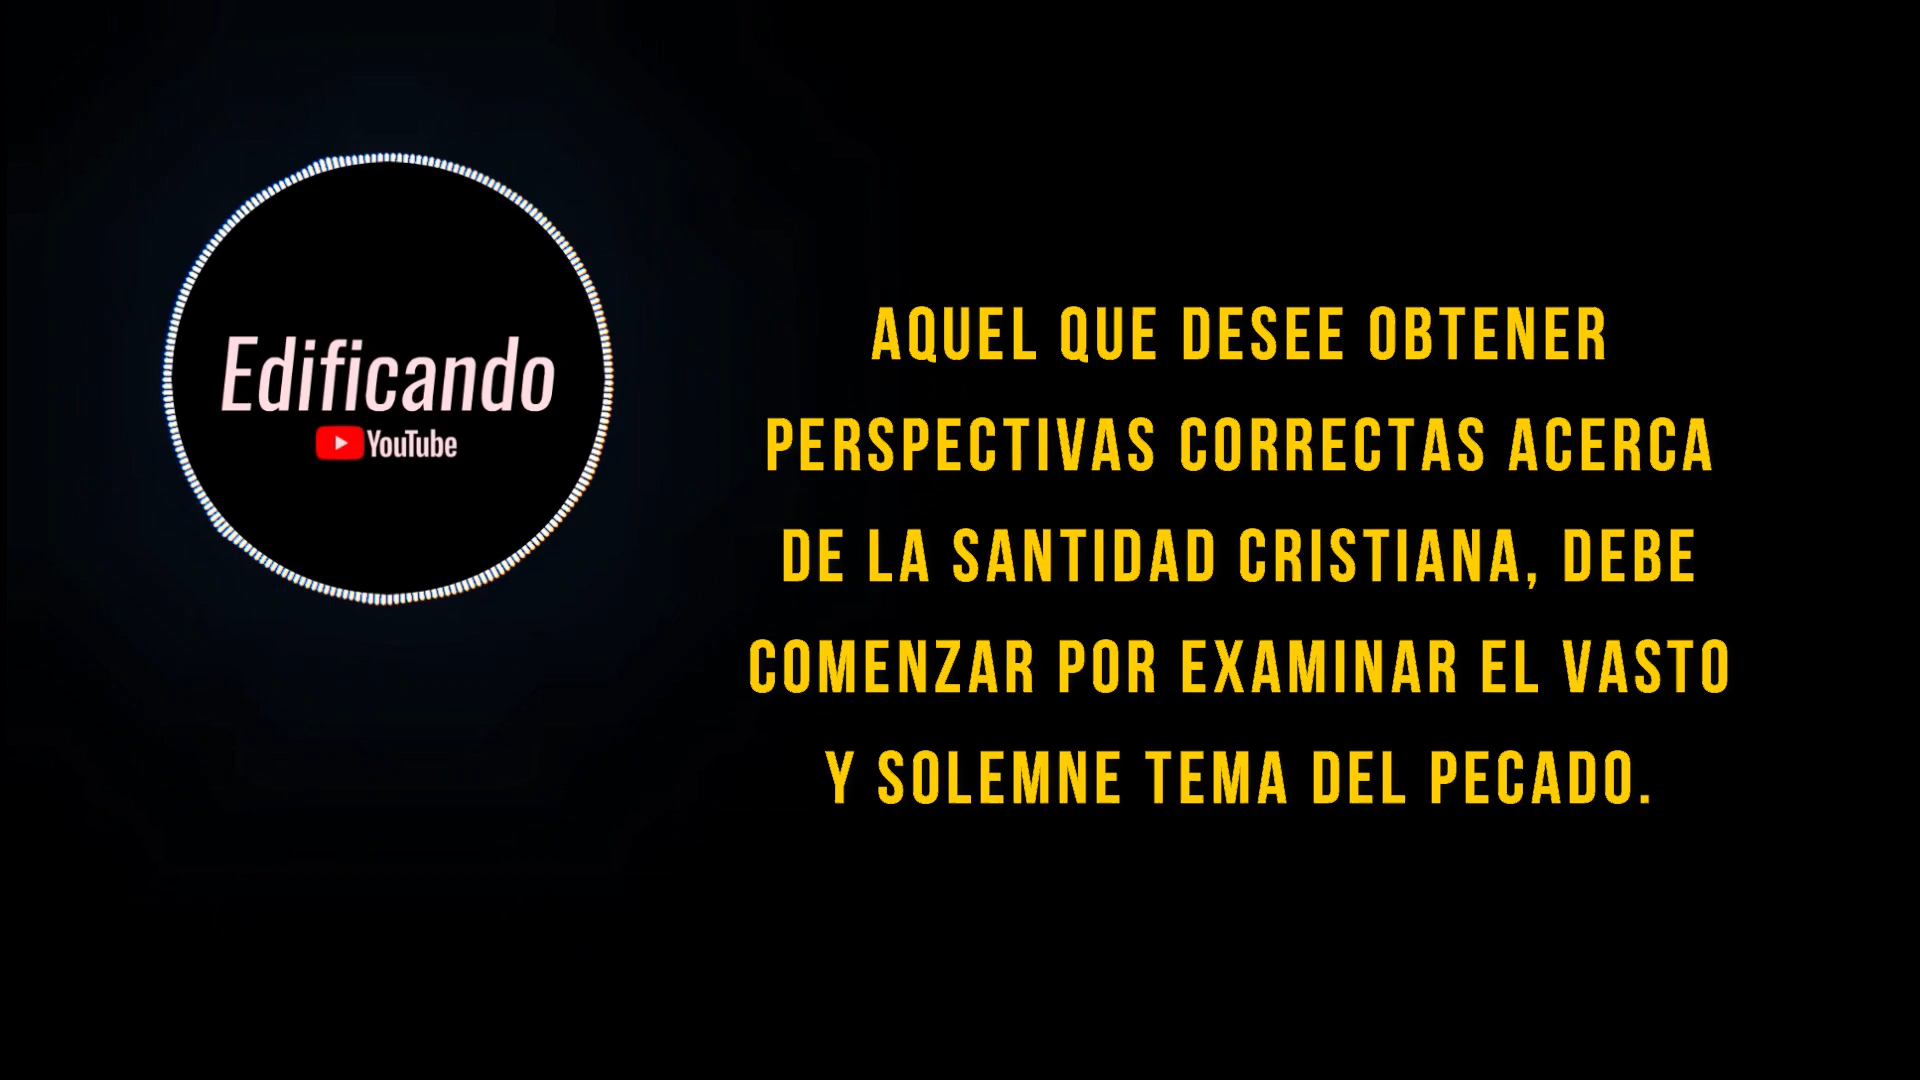 Edificando
YouTube
AQUEL QUE DESEE OBTENER
PERSPECTIVAS CORRECTAS ACERCA
DE LA SANTIDAD CRISTIANA, DEBE
COMENZAR POR EXAMINAR EL VASTO
Y SOLEMNE TEMA DEL PECADO.